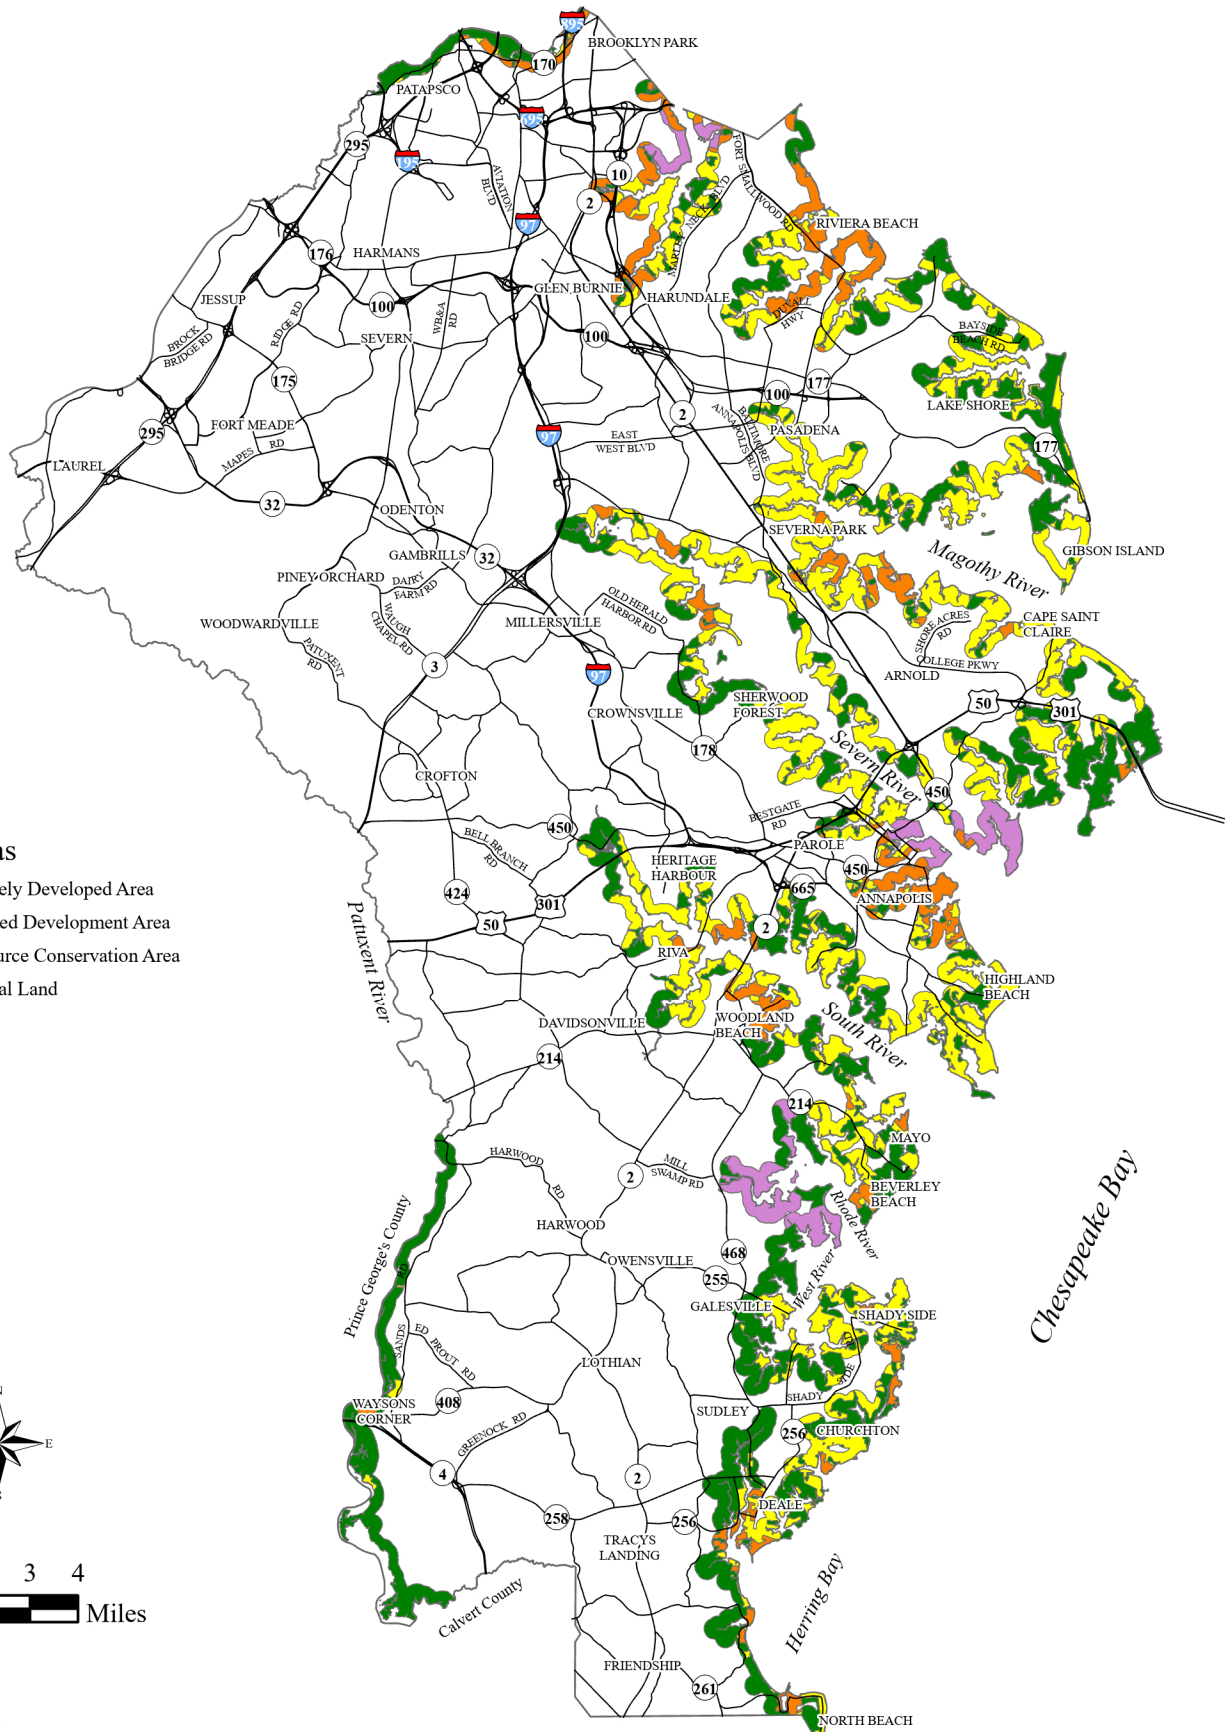 895
BROOKLYN PARK
170
PATAPSCO
695
295
195
10
AVIATION
BLVD
2
97
FORT SMALLWOOD RD
MARLEY NECK BLVD
RIVIERA BEACH
176
HARMANS
GLEN BURNIE
HARUNDALE
JESSUP
100
WB&A
RD
RIDGE RD
DUVALL
HWY
BROCK
BRIDGE RD
SEVERN
100
BAYSIDE
BEACH RD
175
177
100
LAKE SHORE
2
295
FORT MEADE
MAPES RD
97
EAST
WEST BLVD
BALTIMORE
ANNAPOLIS BLVD
PASADENA
177
LAUREL
32
ODENTON
SEVERNA PARK
GIBSON ISLAND
Magothy River
GAMBRILLS
32
PINEY ORCHARD
DAIRY
FARM RD
WAUGH
CHAPEL RD
OLD HERALD
HARBOR RD
WOODWARDVILLE
MILLERSVILLE
SHORE ACRES
RD
CAPE SAINT
CLAIRE
PATUXENT
RD
3
97
COLLEGE PKWY
ARNOLD
SHERWOOD
FOREST
CROWNSVILLE
50
301
178
Severn River
CROFTON
450
BESTGATE
RD
450
BELL BRANCH
RD
PAROLE
as
HERITAGE
HARBOUR
450
ely Developed Area
424
665
ANNAPOLIS
301
ed Development Area
50
2
Patuxent River
RIVA
urce Conservation Area
HIGHLAND
BEACH
al Land
WOODLAND
BEACH
DAVIDSONVILLE
South River
214
214
MAYO
HARWOOD
RD
MILL
SWAMP RD
2
BEVERLEY
BEACH
Rhode River
Chesapeake Bay
HARWOOD
Prince George's County
468
OWENSVILLE
255
West River
GALESVILLE
SHADY SIDE
SANDS
RD
ED PROUT RD
LOTHIAN
SHADY
SIDE
RD
408
WAYSONS
CORNER
SUDLEY
GREENOCK RD
256
CHURCHTON
E
4
2
DEALE
258
256
TRACYS
LANDING
3 4
Miles
Calvert County
Herring Bay
FRIENDSHIP
261
NORTH BEACH